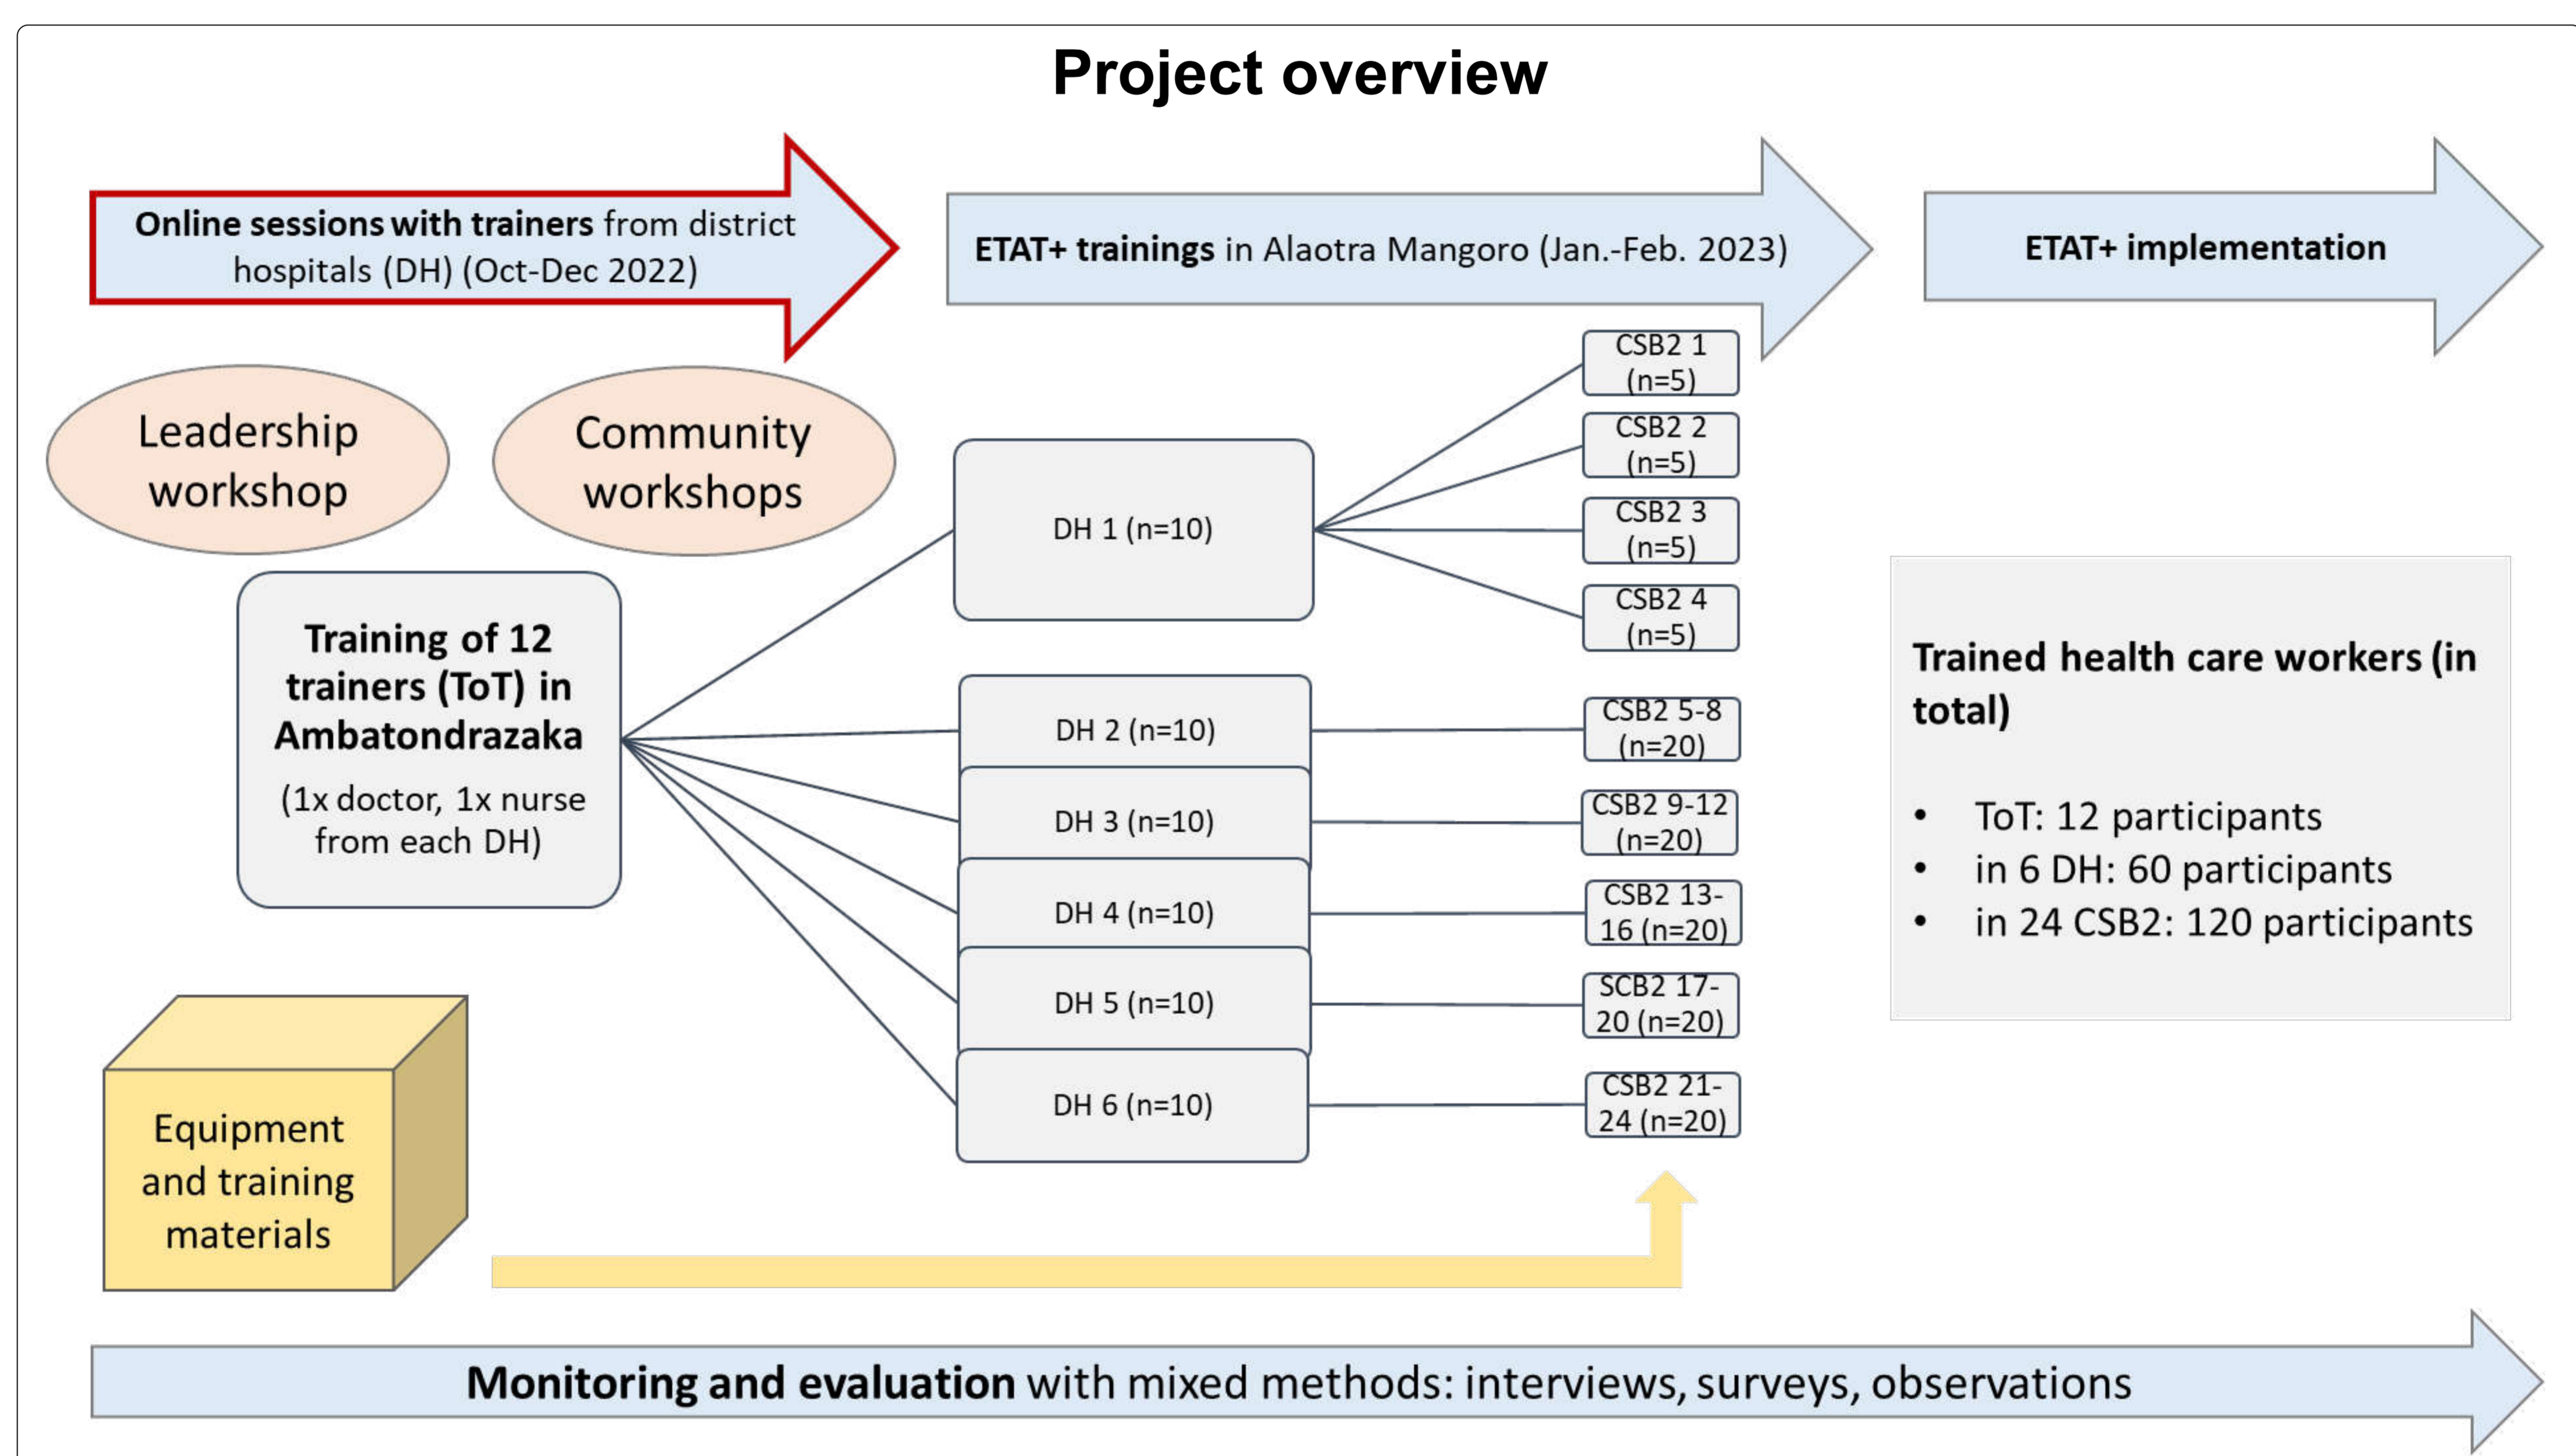 Project overview
Online sessions with trainers from district
hospitals (DH) (Oct-Dec 2022)
ETAT+ trainings in Alaotra Mangoro (Jan.-Feb. 2023)
ETAT+ implementation
Leadership
workshop
Community
workshops
Training of 12
trainers (ToT) in
Ambatondrazaka
(1x doctor, 1x nurse
from each DH)
Equipment
and training
materials
DH 1 (n=10)
DH 2 (n=10)
DH 3 (n=10)
DH 4 (n=10)
DH 5 (n=10)
DH 6 (n=10)
CSB2 1
(n=5)
CSB2 2
(n=5)
CSB2 3
(n=5)
CSB2 4
(n=5)
CSB2 5-8
(n=20)
CSB2 9-12
(n=20)
CSB2 13-
16 (n=20)
SCB2 17-
20 (n=20)
CSB2 21-
24 (n=20)
Trained health care workers (in
total)
• ToT: 12 participants
• in 6 DH: 60 participants
• in 24 CSB2: 120 participants
Monitoring and evaluation with mixed methods: interviews, surveys, observations